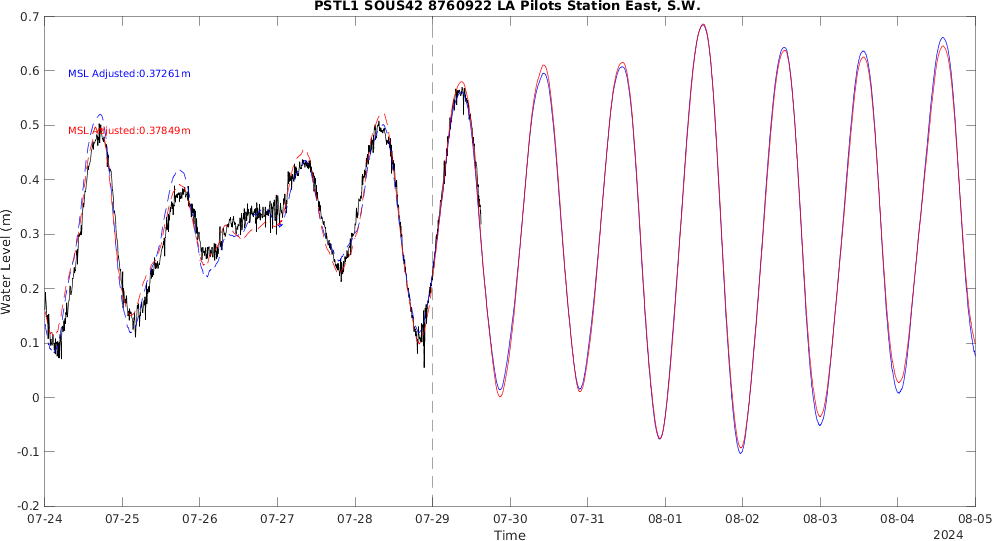 PSTL1 SOUS42 8760922 LA Pilots Station East, S.W.
0.7
0.6
0.5
0.4
0.3
0.2
0.1
0
-0.1
-0.2
Water Level (m)
MSL Adjusted:0.37261m
MSL Adjusted:0.37849m
07-24 07-25 07-26 07-27 07-28 07-29 07-30 07-31 08-01 08-02 08-03 08-04 08-05
Time
2024